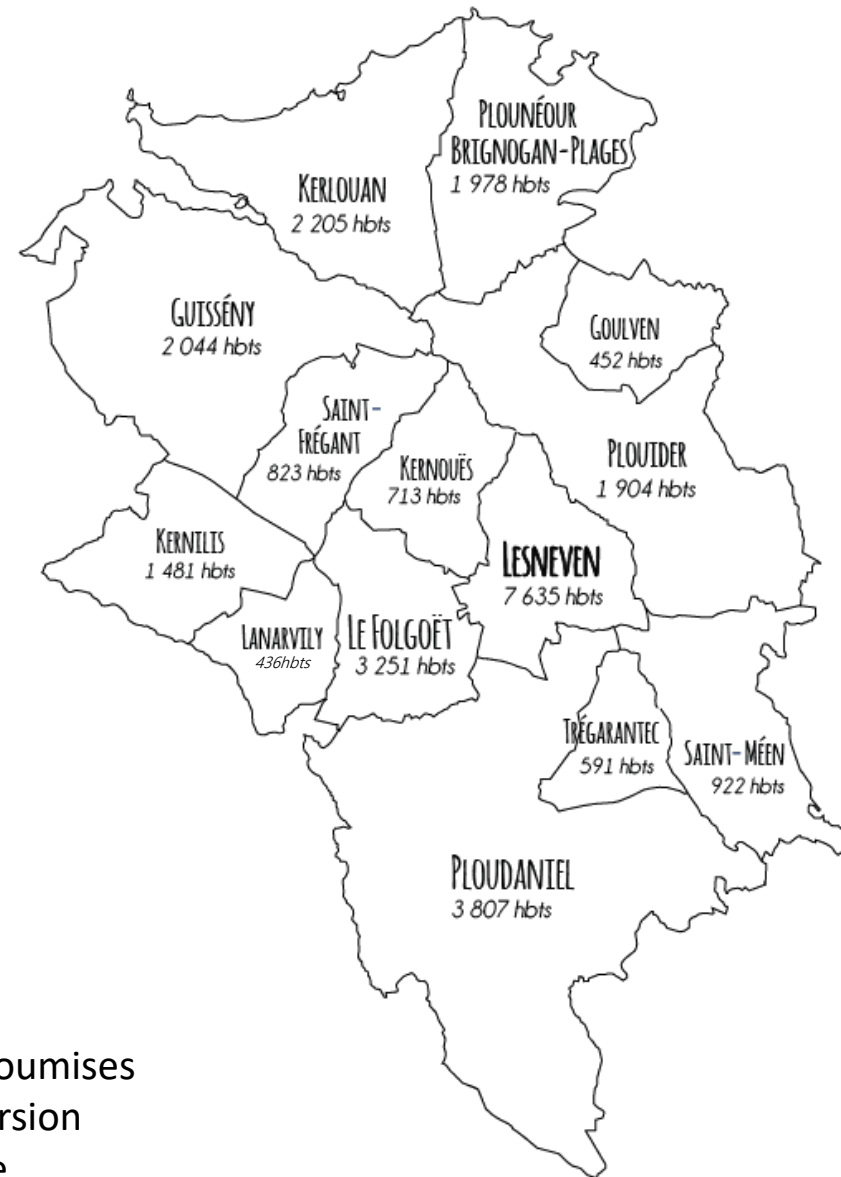 PLOUNÉOUR
BRIGNOGAN-PLAGES
1 978 hbts
KERLOUAN
2 205 hbts
GUISSÉNY
2 044 hbts
GOULVEN
452 hbts
SAINT-
FRÉGANT
823 hbts
KERNOUËS
713 hbts
PLOUIDER
1 904 hbts
KERNILIS
1 481 hbts
LESNEVEN
7 635 hbts
LANARVILY
436hbts
LE FOLGOËT
3 251 hbts
TRÉGARANTEC
591 hbts
SAINT-MÉEN
922 hbts
PLOUDANIEL
3 807 hbts
oumises
rsion